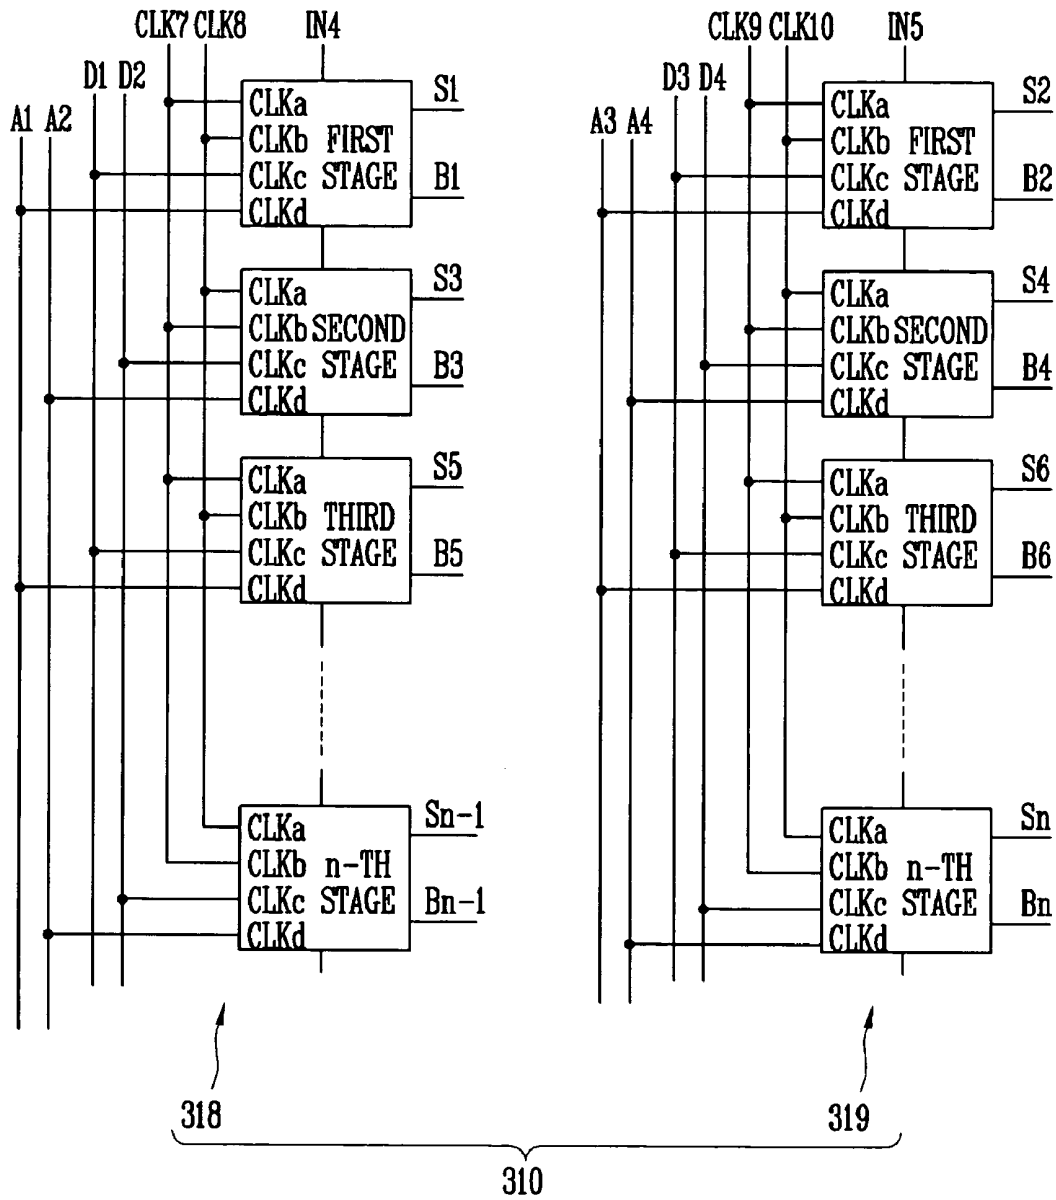 CLK7 CLK8 IN4
D1 D2
A1 A2
CLKa
CLKb FIRST
CLKc STAGE
CLKd
S1
B1
CLKa
CLKb SECOND
CLKc STAGE
CLKd
S3
B3
CLKa
CLKb THIRD
CLKc STAGE
CLKd
S5
B5
CLKa
CLKb n-TH
CLKc STAGE
CLKd
Sn-1
Bn-1
318
CLK9 CLK10 IN5
D3 D4
A3 A4
CLKa
CLKb FIRST
CLKc STAGE
CLKd
S2
B2
CLKa
CLKb SECOND
CLKc STAGE
CLKd
S4
B4
CLKa
CLKb THIRD
CLKc STAGE
CLKd
S6
B6
CLKa
CLKb n-TH
CLKc STAGE
CLKd
Sn
Bn
319
310